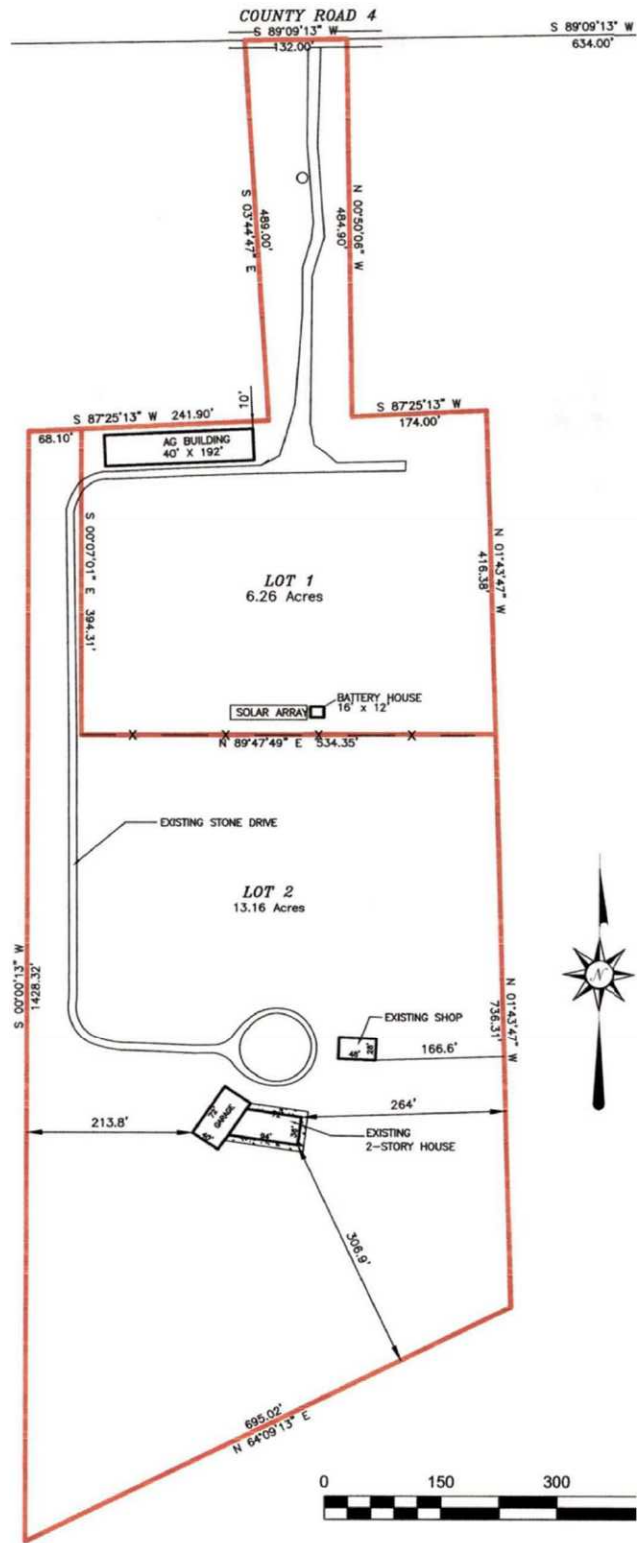 COUNTY ROAD 4
S 89°09'13" W
132.00'
S 89°09'13" W
634.00'
S 03°44'47" E
489.00'
N 00°50'06" W
484.90'
S 87°25'13" W 241.90'
10'
68.10'
S 87°25'13" W
174.00'
AG BUILDING
40' X 192'
S 00°07'01" E 394.31'
N 01°43'47" W
416.38'
LOT 1
6.26 Acres
BATTERY HOUSE
16' x 12'
SOLAR ARRAY
X X X X
N 89°47'49" E 534.35'
EXISTING STONE DRIVE
LOT 2
13.16 Acres
S 00°00'13" W
1428.32'
N
N 01°43'47" W
736.31'
EXISTING SHOP
48' 28'
166.6'
213.8'
72'
GARAGE
264'
EXISTING
2-STORY HOUSE
306.9'
695.02'
N 64°09'13" E
0 150 300